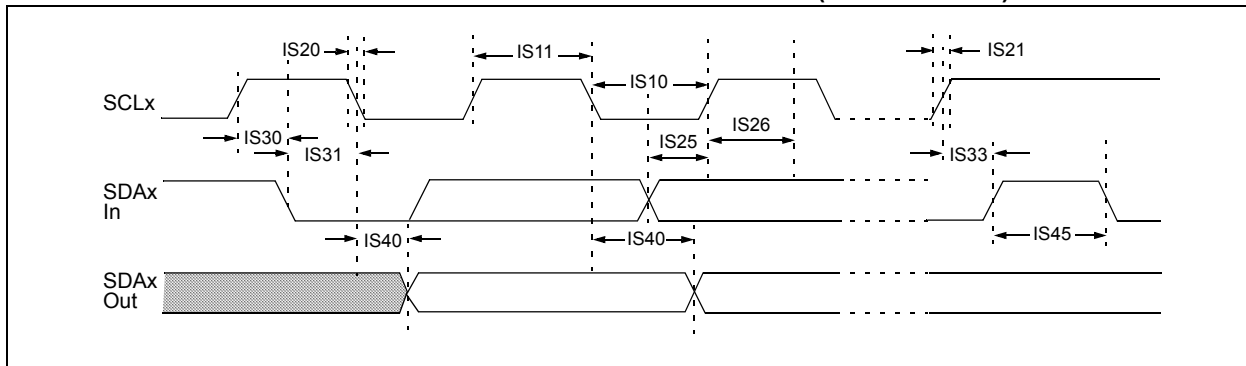 IS20
IS11
IS21
IS10
SCLx
IS30
IS26
IS31
IS25
IS33
SDAx
In
IS40
IS40
IS45
SDAx
Out